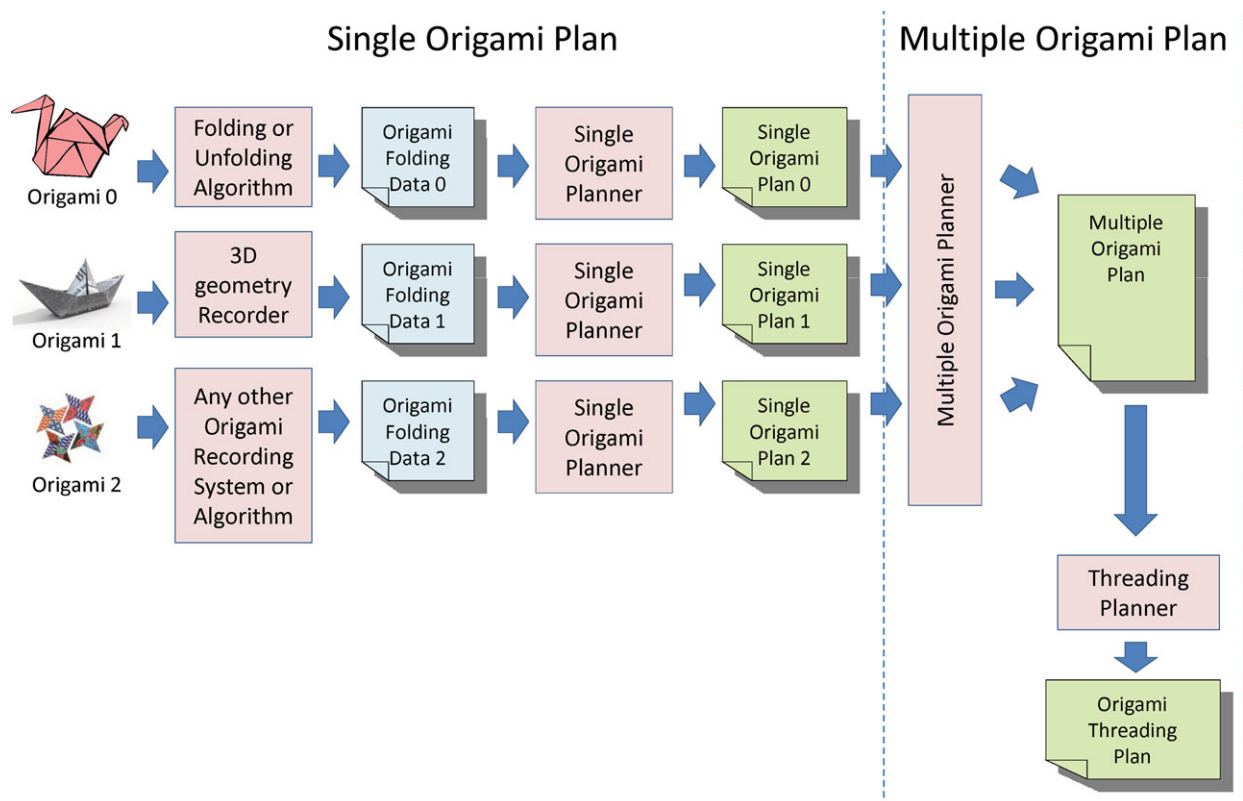 Single Origami Plan
Multiple Origami Plan
Origami 0
Folding or
Unfolding
Algorithm
Origami
Folding
Data 0
Single
Origami
Planner
Single
Origami
Plan 0
Origami 1
3D
geometry
Recorder
Origami
Folding
Data 1
Single
Origami
Planner
Single
Origami
Plan 1
Origami 2
Any other
Origami
Recording
System or
Algorithm
Origami
Folding
Data 2
Single
Origami
Planner
Single
Origami
Plan 2
Multiple Origami Planner
Multiple
Origami
Plan
Threading
Planner
Origami
Threading
Plan